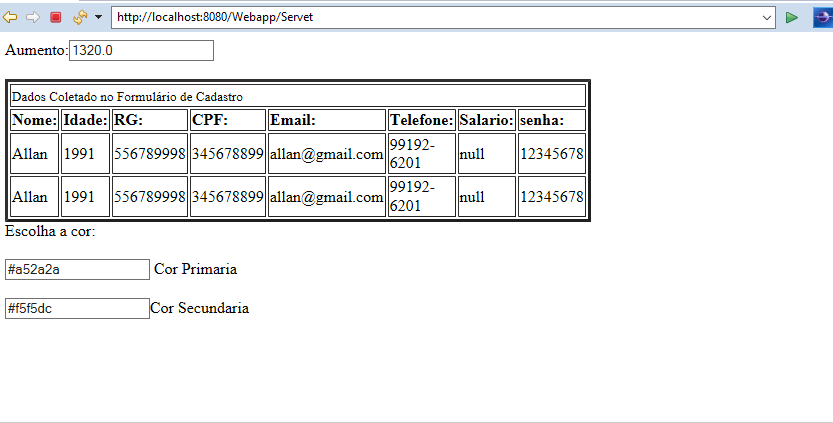 http://localhost:8080/Webapp/Servet
Aumento: 1320.0
Dados Coletado no Formulário de Cadastro
Nome: Idade: RG: CPF: Email: Telefone: Salario: senha:
Allan 1991 556789998 345678899 allan@gmail.com 99192-6201 null 12345678
Allan 1991 556789998 345678899 allan@gmail.com 99192-6201 null 12345678
Escolha a cor:
#a52a2a Cor Primaria
#f5f5dc Cor Secundaria